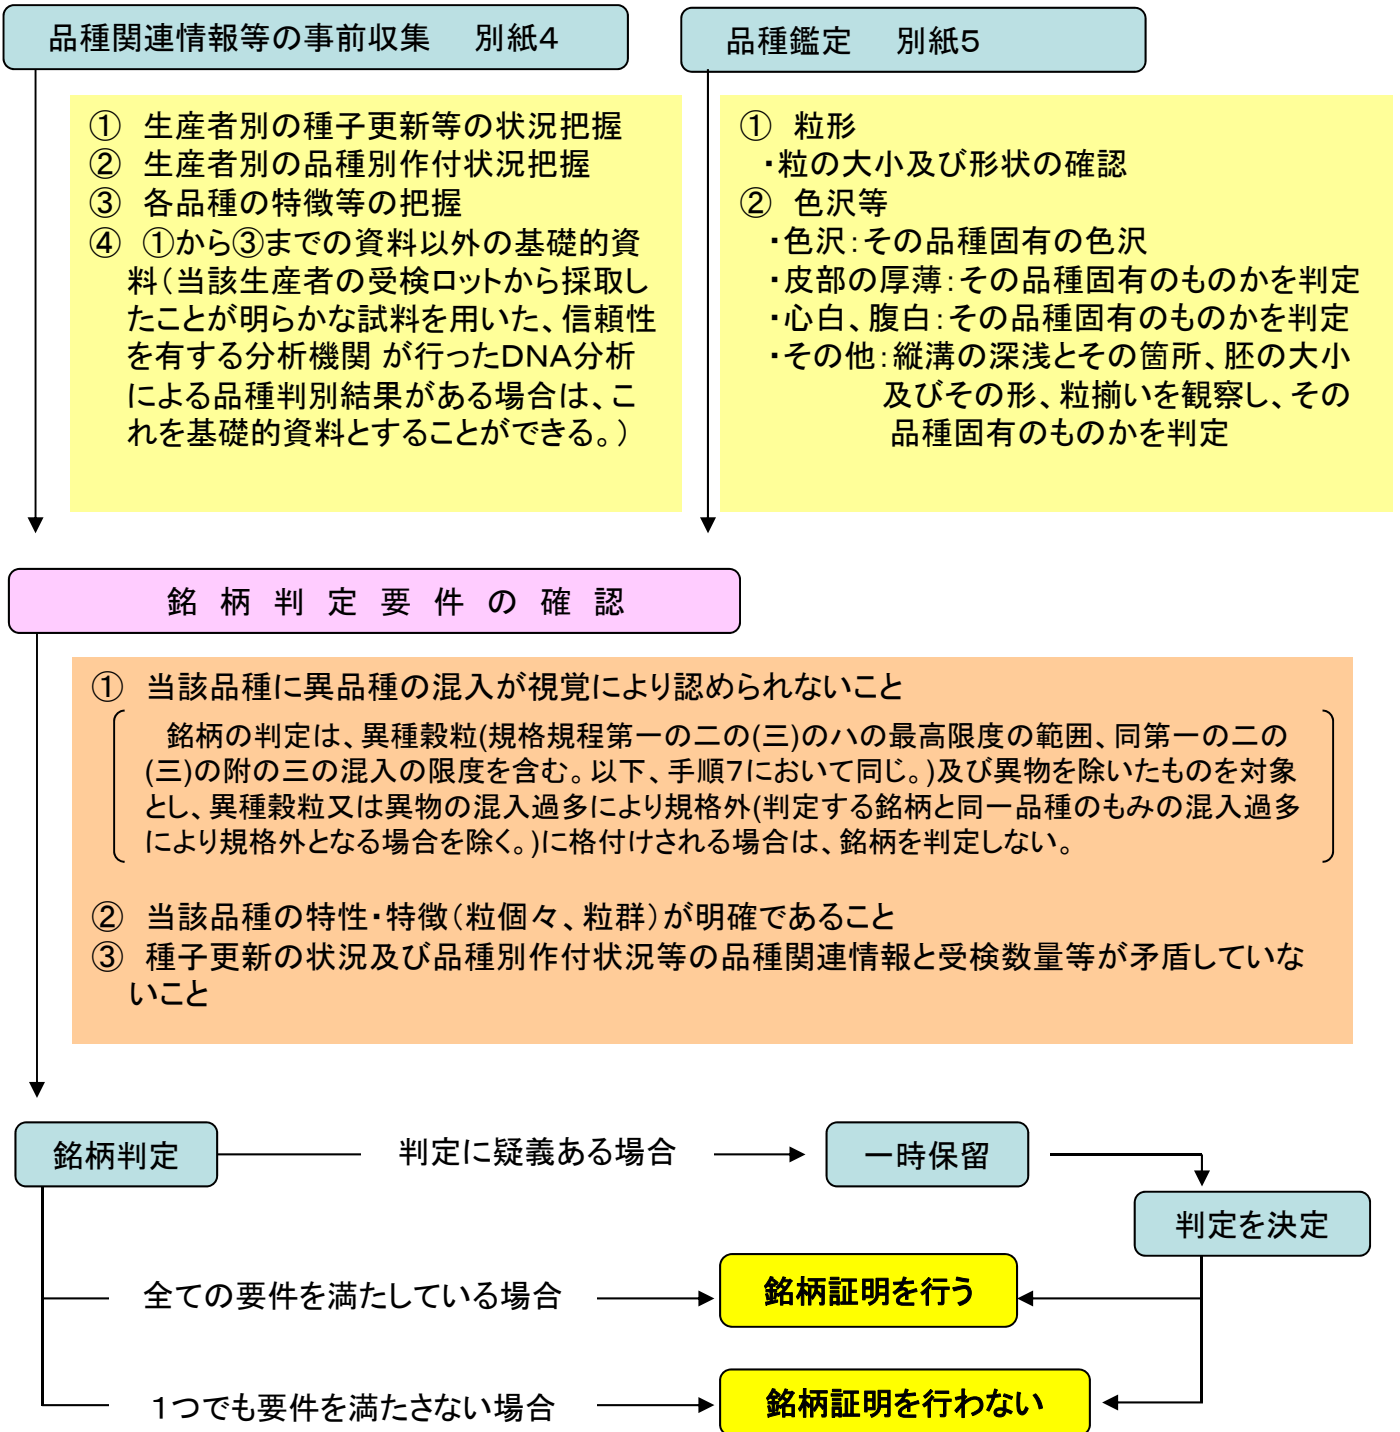 品種関連情報等の事前収集　別紙４
① 生産者別の種子更新等の状況把握
② 生産者別の品種別作付状況把握
③ 各品種の特徴等の把握
④ ①から③までの資料以外の基礎的資
料（当該生産者の受検ロットから採取し
たことが明らかな試料を用いた、信頼性
を有する分析機関 が行ったＤＮＡ分析
による品種判別結果がある場合は、こ
れを基礎的資料とすることができる。）
品種鑑定　別紙５
① 粒形
・粒の大小及び形状の確認
② 色沢等
・色沢：その品種固有の色沢
・皮部の厚薄：その品種固有のものかを判定
・心白、腹白：その品種固有のものかを判定
・その他：縦溝の深浅とその箇所、胚の大小
及びその形、粒揃いを観察し、その
品種固有のものかを判定
銘 柄 判 定 要 件 の 確 認
① 当該品種に異品種の混入が視覚により認められないこと
銘柄の判定は、異種穀粒(規格規程第一の二の(三)のハの最高限度の範囲、同第一の二の
(三)の附の三の混入の限度を含む。以下、手順７において同じ。)及び異物を除いたものを対象
とし、異種穀粒又は異物の混入過多により規格外(判定する銘柄と同一品種のもみの混入過多
により規格外となる場合を除く。)に格付けされる場合は、銘柄を判定しない。
② 当該品種の特性・特徴（粒個々、粒群）が明確であること
③ 種子更新の状況及び品種別作付状況等の品種関連情報と受検数量等が矛盾していな
いこと
銘柄判定
判定に疑義ある場合
一時保留
判定を決定
全ての要件を満たしている場合
銘柄証明を行う
１つでも要件を満たさない場合
銘柄証明を行わない